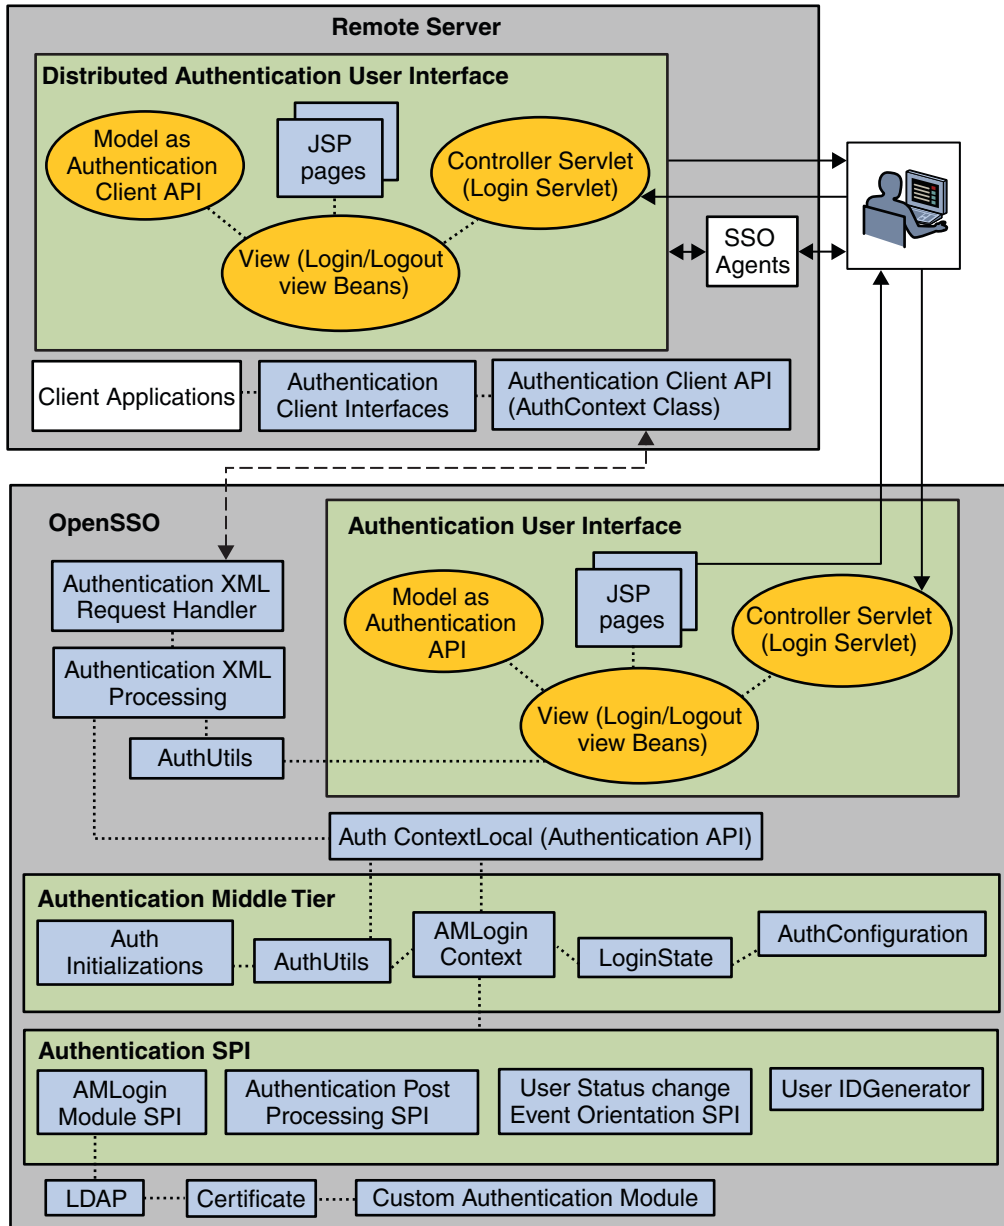 Remote Server
Distributed Authentication User Interface
Model as
Authentication
Client API
JSP
pages
Controller Servlet
(Login Servlet)
View (Login/Logout
view Beans)
SSO
Agents
Client Applications
Authentication
Client Interfaces
Authentication Client API
(AuthContext Class)
OpenSSO
Authentication User Interface
Authentication XML
Request Handler
Model as
Authentication
API
JSP
pages
Controller Servlet
(Login Servlet)
Authentication XML
Processing
View (Login/Logout
view Beans)
AuthUtils
Auth ContextLocal (Authentication API)
Authentication Middle Tier
Auth
Initializations
AuthUtils
AMLogin
Context
LoginState
AuthConfiguration
Authentication SPI
AMLogin
Module SPI
Authentication Post
Processing SPI
User Status change
Event Orientation SPI
User IDGenerator
LDAP
Certificate
Custom Authentication Module